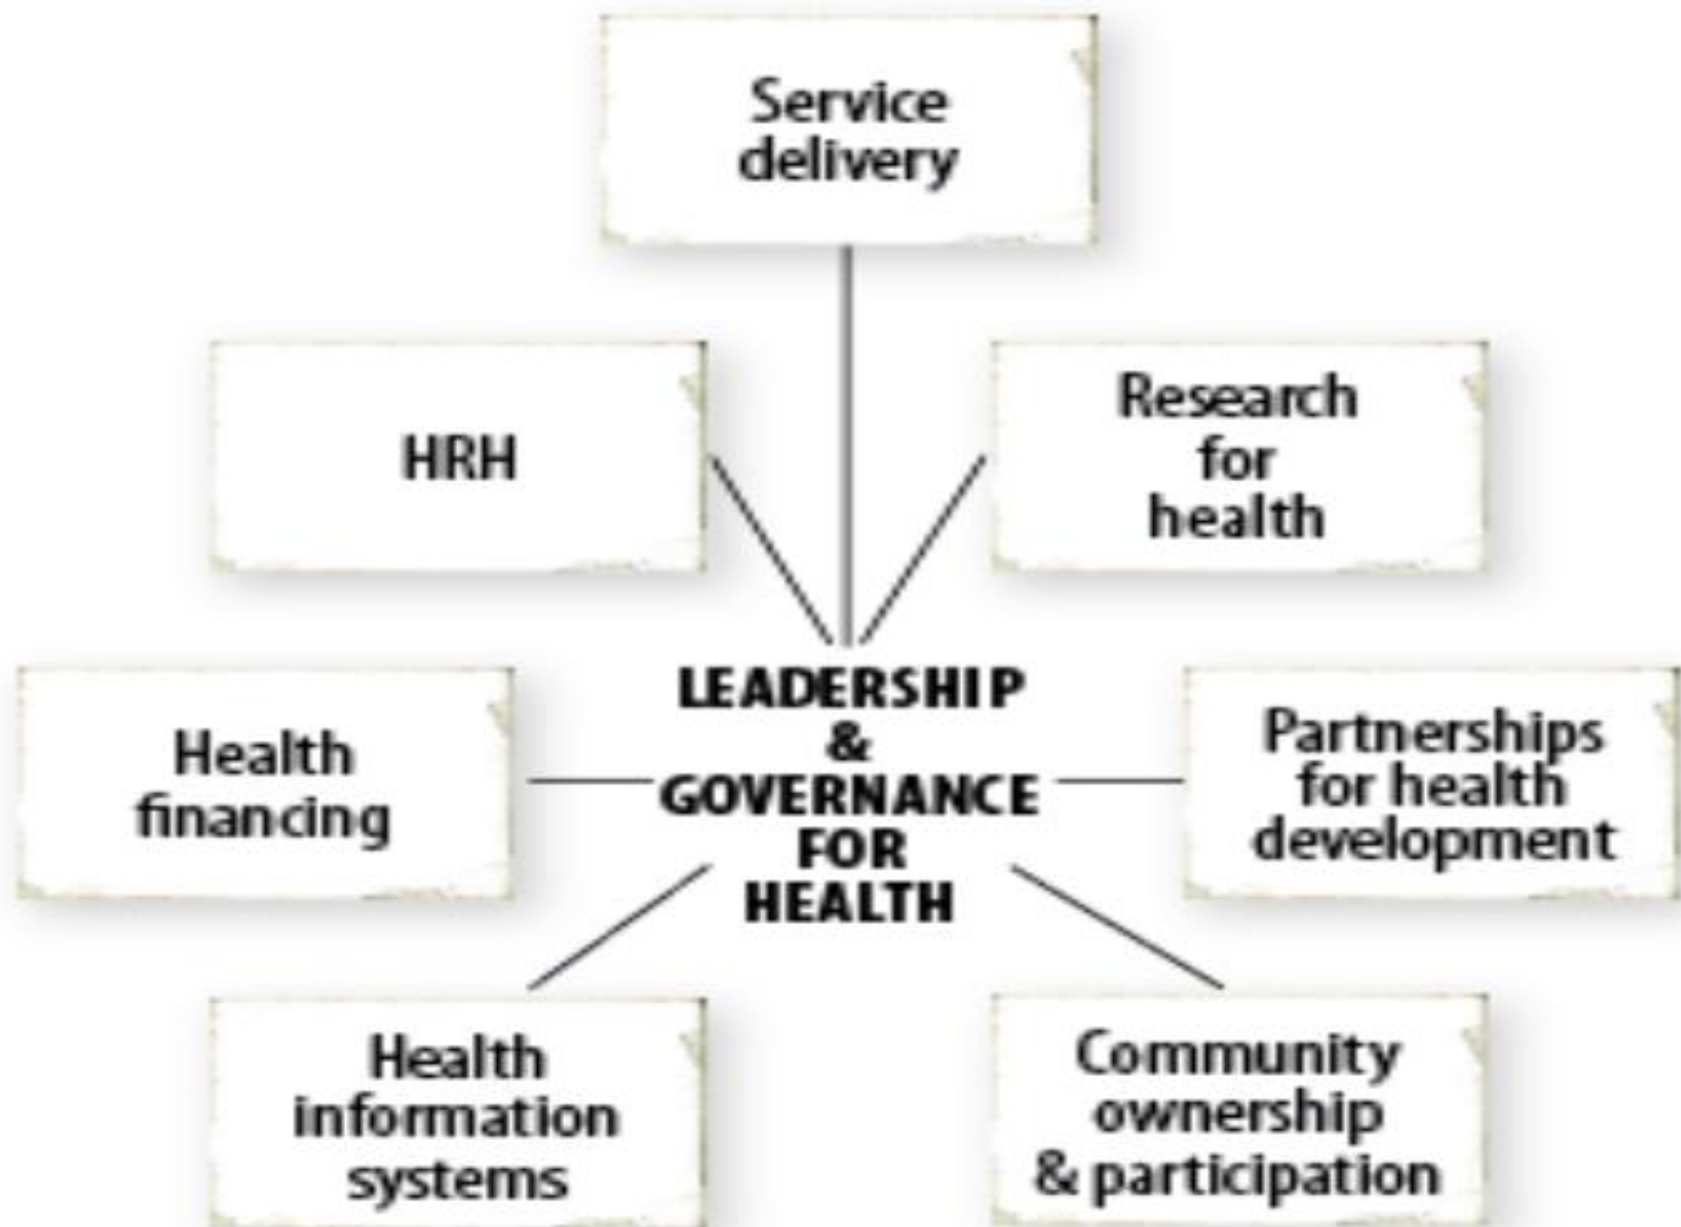 Service
delivery
HRH
Research
for
health
LEADERSHIP
&
GOVERNANCE
FOR
HEALTH
Health
financing
Partnerships
for health
development
Health
information
systems
Community
ownership
& participation